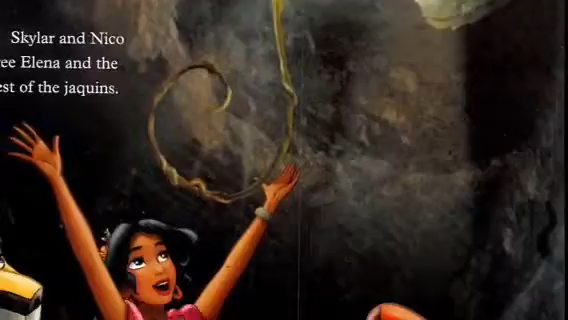 Skylar and Nico
ee Elena and the
est of the jaquins.